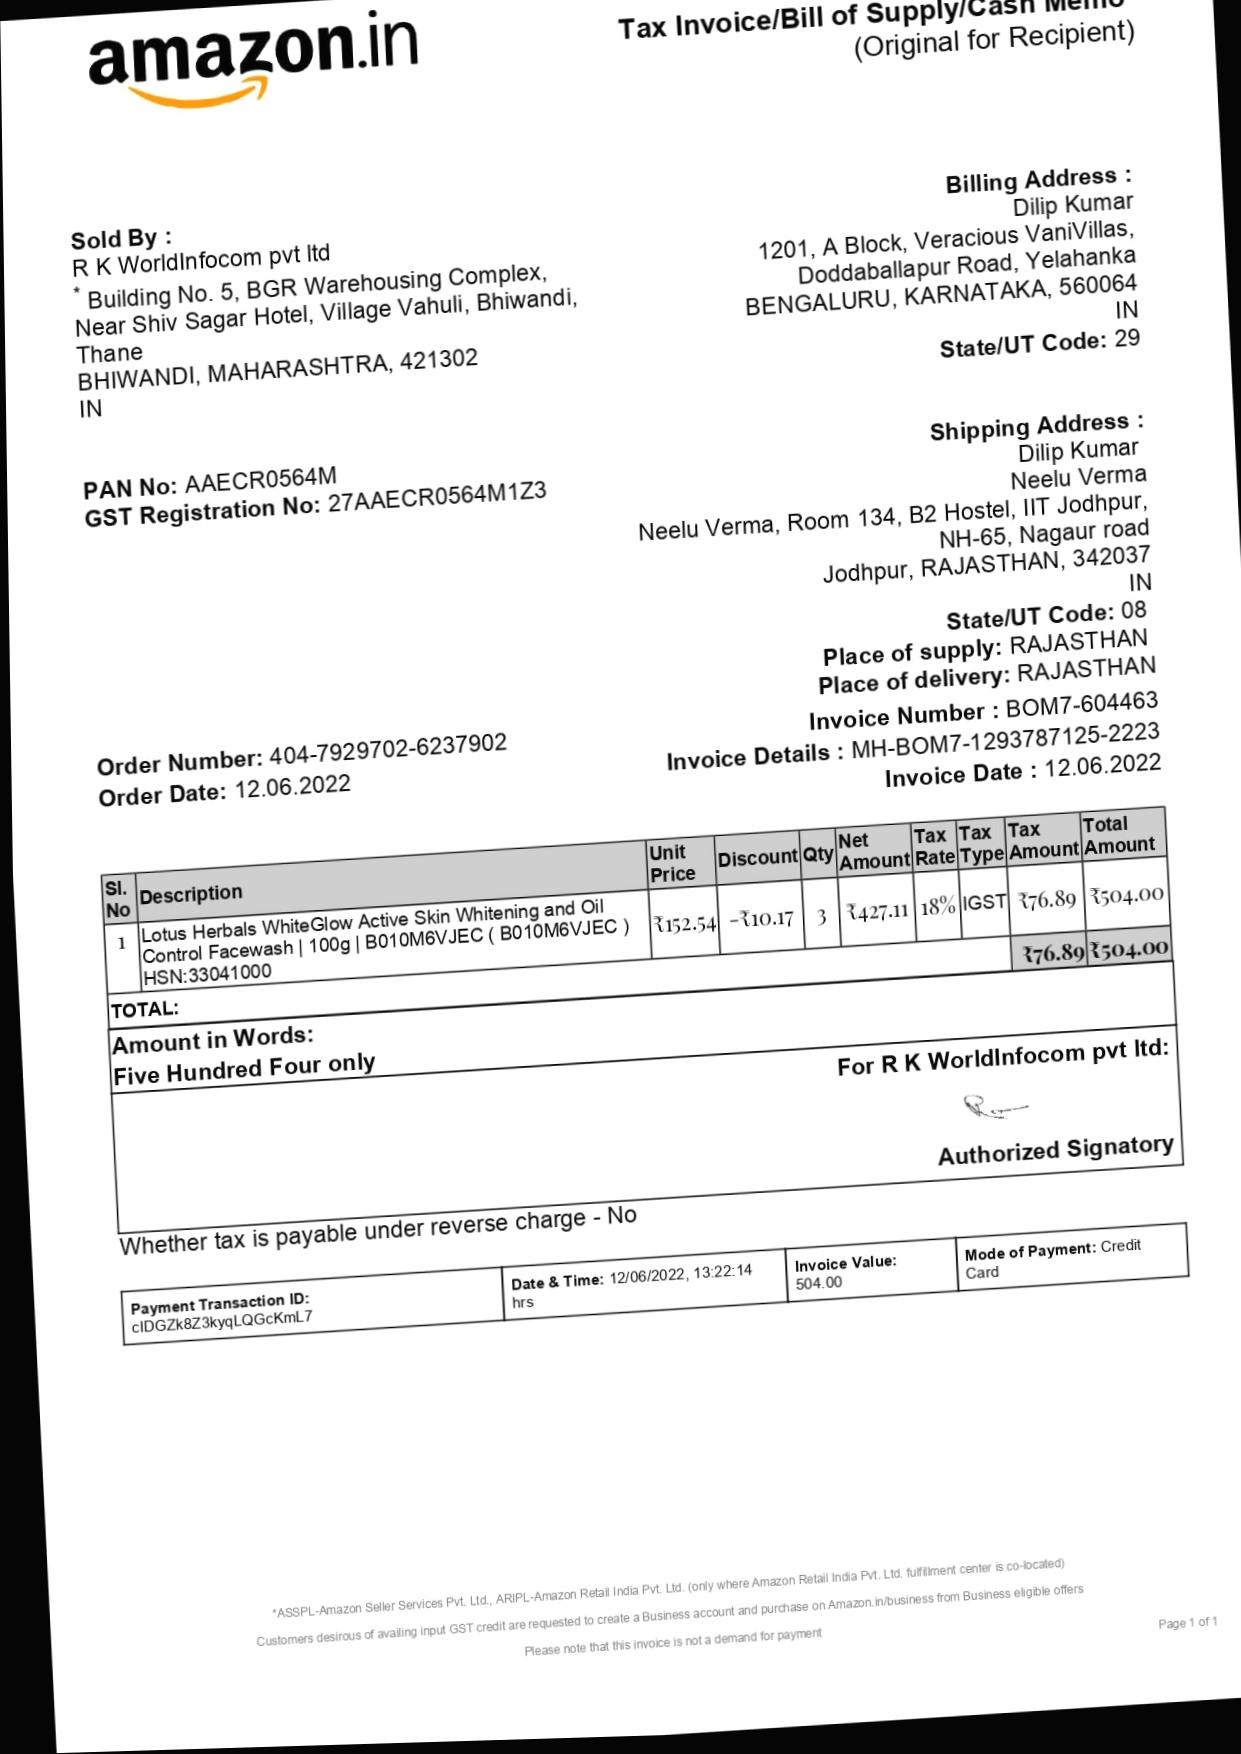 amazon.in
Tax Invoice/Bill of Supply/Cash Memo
(Original for Recipient)
Sold By :
R K WorldInfocom pvt ltd
* Building No. 5, BGR Warehousing Complex,
Near Shiv Sagar Hotel, Village Vahuli, Bhiwandi,
Thane
BHIWANDI, MAHARASHTRA, 421302
IN
Billing Address :
Dilip Kumar
1201, A Block, Veracious VaniVillas,
Doddaballapur Road, Yelahanka
BENGALURU, KARNATAKA, 560064
IN
State/UT Code: 29
PAN No: AAECR0564M
GST Registration No: 27AAECR0564M1Z3
Shipping Address :
Dilip Kumar
Neelu Verma
Neelu Verma, Room 134, B2 Hostel, IIT Jodhpur,
NH-65, Nagaur road
Jodhpur, RAJASTHAN, 342037
IN
State/UT Code: 08
Place of supply: RAJASTHAN
Place of delivery: RAJASTHAN
Order Number: 404-7929702-6237902
Order Date: 12.06.2022
Invoice Number : BOM7-604463
Invoice Details : MH-BOM7-1293787125-2223
Invoice Date : 12.06.2022
Sl. No Description Unit Price Discount Qty Net Amount Tax Rate Tax Type Tax Amount Total Amount
1 Lotus Herbals WhiteGlow Active Skin Whitening and Oil ₹152.54 -₹10.17 3 ₹427.11 18% IGST ₹76.89 ₹504.00
Control Facewash | 100g | B010M6VJEC ( B010M6VJEC )
HSN:33041000
TOTAL: ₹76.89 ₹504.00
Amount in Words:
Five Hundred Four only
For R K WorldInfocom pvt ltd:
Authorized Signatory
Whether tax is payable under reverse charge - No
Payment Transaction ID:
cIDGZk8Z3kyqLQGcKmL7
Date & Time: 12/06/2022, 13:22:14
hrs
Invoice Value:
504.00
Mode of Payment: Credit
Card
*ASSPL-Amazon Seller Services Pvt. Ltd., ARIPL-Amazon Retail India Pvt. Ltd. (only where Amazon Retail India Pvt. Ltd. fulfillment center is co-located)
Customers desirous of availing input GST credit are requested to create a Business account and purchase on Amazon.in/business from Business eligible offers
Please note that this invoice is not a demand for payment
Page 1 of 1